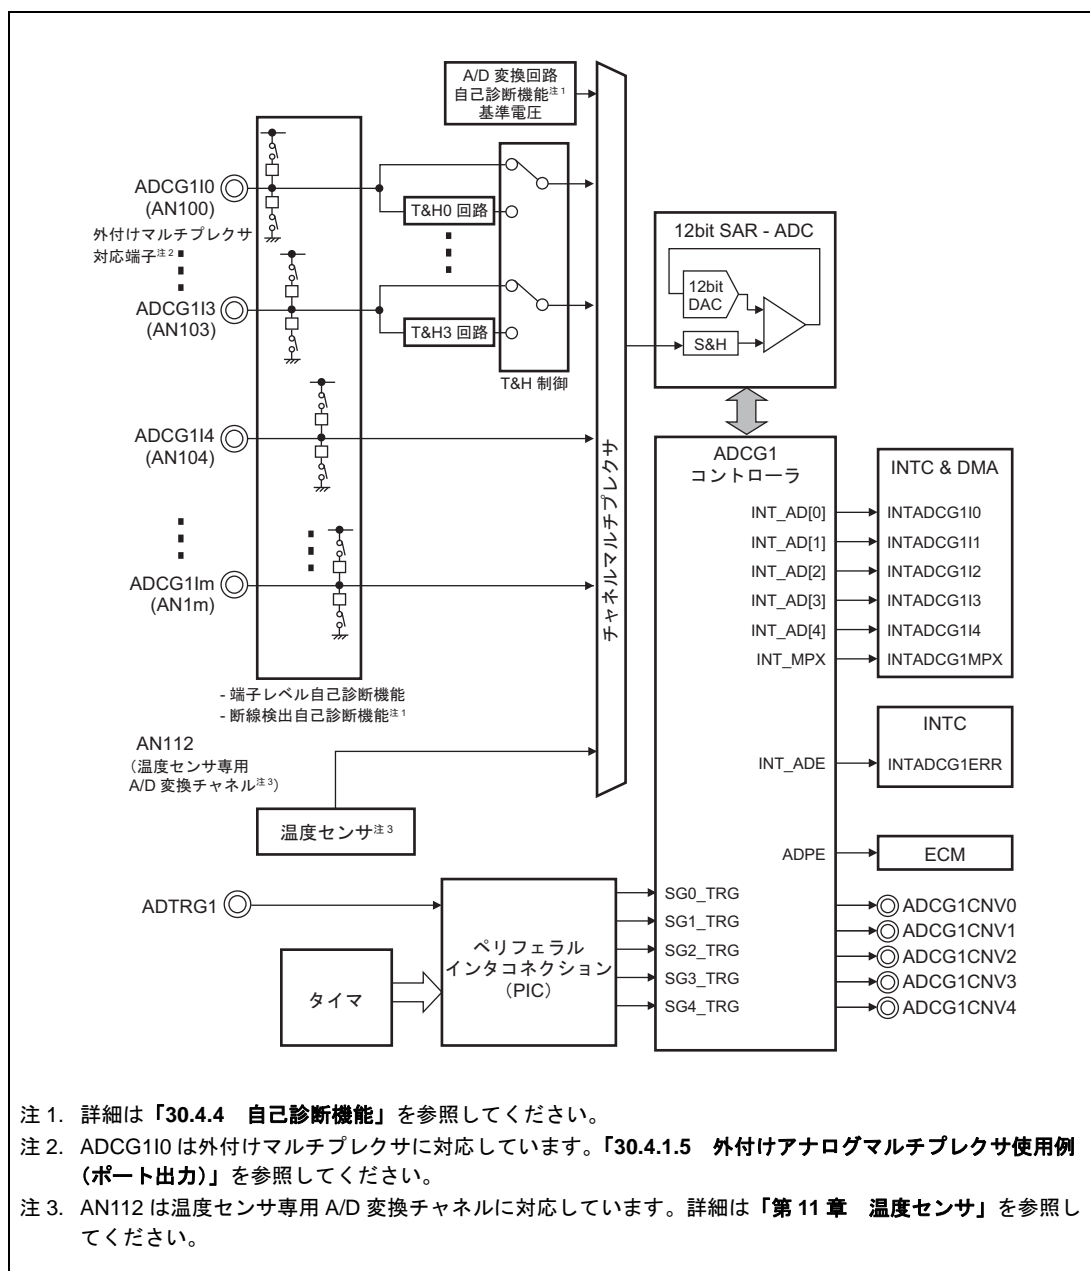 A/D 変換回路
自己診断機能注1
基準電圧
ADCG1I0
(AN100)
外付けマルチプレクサ
対応端子注2
T&H0 回路
ADCG1I3
(AN103)
T&H3 回路
T&H 制御
ADCG1I4
(AN104)
ADCG1Im
(AN1m)
- 端子レベル自己診断機能
- 断線検出自己診断機能注1
AN112
(温度センサ専用
A/D 変換チャネル注3)
温度センサ注3
チャネルマルチプレクサ
12bit SAR - ADC
12bit
DAC
S&H
ADCG1
コントローラ
INT_AD[0]
INT_AD[1]
INT_AD[2]
INT_AD[3]
INT_AD[4]
INT_MPX
INT_ADE
ADPE
INTC & DMA
INTADCG1I0
INTADCG1I1
INTADCG1I2
INTADCG1I3
INTADCG1I4
INTADCG1MPX
INTC
INTADCG1ERR
ECM
ADTRG1
タイマ
ペリフェラル
インタコネクション
(PIC)
SG0_TRG
SG1_TRG
SG2_TRG
SG3_TRG
SG4_TRG
ADCG1CNV0
ADCG1CNV1
ADCG1CNV2
ADCG1CNV3
ADCG1CNV4
注 1. 詳細は「30.4.4 自己診断機能」を参照してください。
注 2. ADCG1I0 は外付けマルチプレクサに対応しています。「30.4.1.5 外付けアナログマルチプレクサ使用例
(ポート出力)」を参照してください。
注 3. AN112 は温度センサ専用 A/D 変換チャネルに対応しています。詳細は「第 11 章 温度センサ」を参照し
てください。